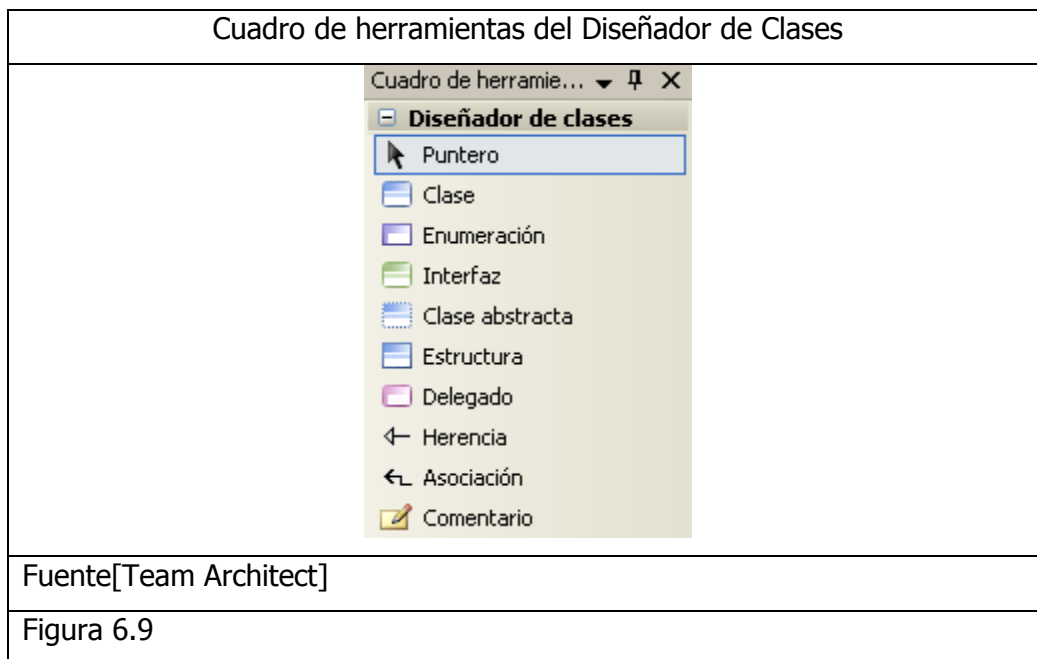 Cuadro de herramientas del Diseñador de Clases
Cuadro de herramie...
Diseñador de clases
Puntero
Clase
Enumeración
Interfaz
Clase abstracta
Estructura
Delegado
Herencia
Asociación
Comentario
Fuente[Team Architect]
Figura 6.9